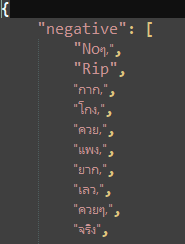 {
"negative": [
"Noๆ,",
"Rip",
"กาก,",
"โกง,",
"ควย,",
"แพง,",
"ยาก,",
"เลว,",
"ควยๆ,",
"จริง",